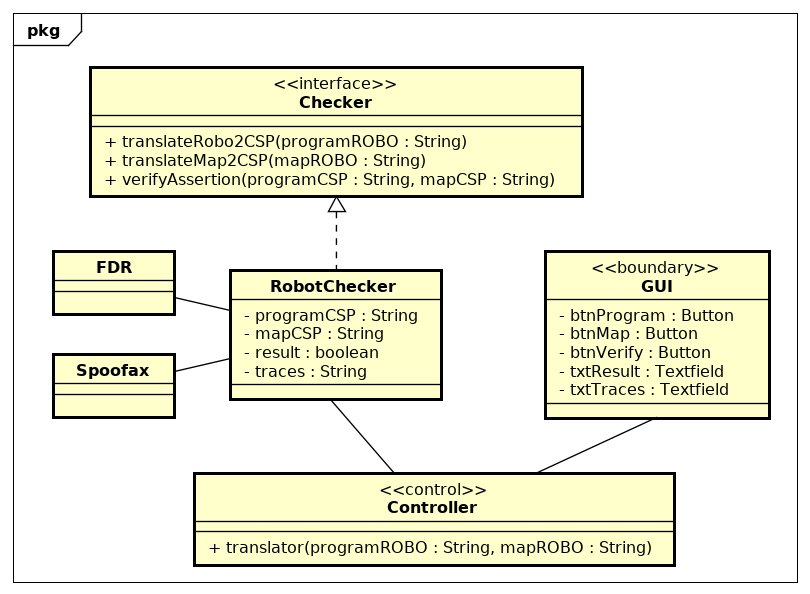 pkg
<<interface>>
Checker
+ translateRobo2CSP(programROBO : String)
+ translateMap2CSP(mapROBO : String)
+ verifyAssertion(programCSP : String, mapCSP : String)
FDR
Spoofax
RobotChecker
- programCSP : String
- mapCSP : String
- result : boolean
- traces : String
<<boundary>>
GUI
- btnProgram : Button
- btnMap : Button
- btnVerify : Button
- txtResult : Textfield
- txtTraces : Textfield
<<control>>
Controller
+ translator(programROBO : String, mapROBO : String)